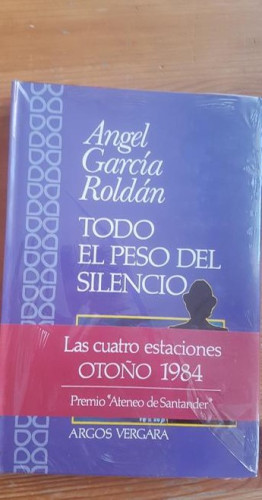 Angel
García
Roldán
TODO
EL PESO DEL
SILENCIO
Las cuatro estaciones
OTOÑO 1984
Premio "Ateneo de Santander"
ARGOS VERGARA